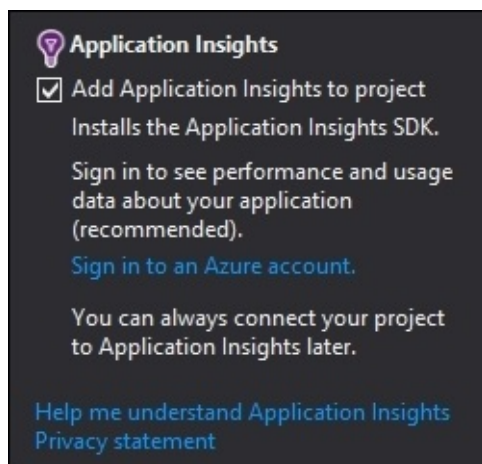 Application Insights
Add Application Insights to project
Installs the Application Insights SDK.
Sign in to see performance and usage
data about your application
(recommended).
Sign in to an Azure account.
You can always connect your project
to Application Insights later.
Help me understand Application Insights
Privacy statement